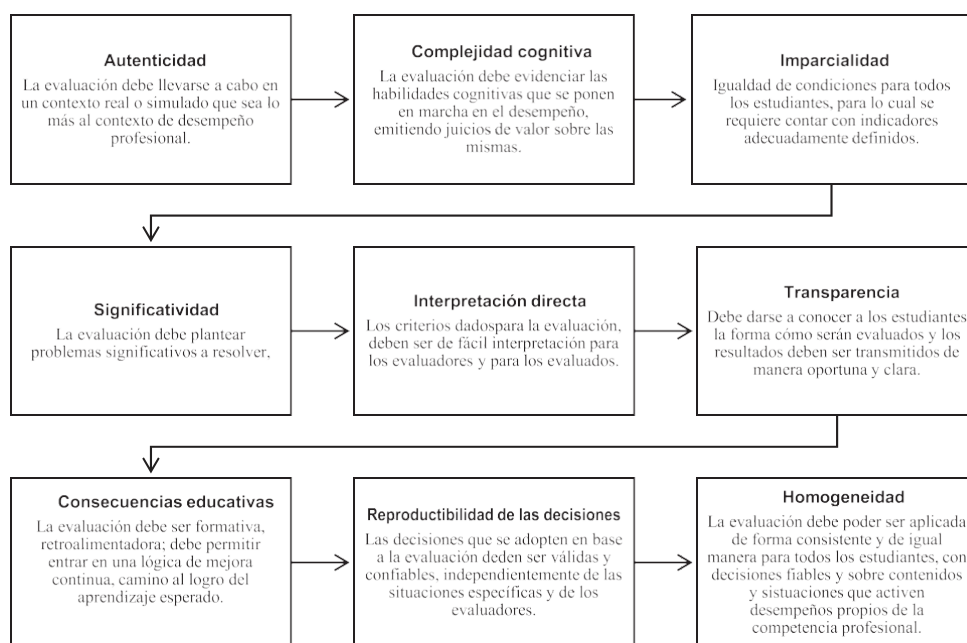 Autenticidad
La evaluación debe llevarse a cabo en
un contexto real o simulado que sea lo
más al contexto de desempeño
profesional.
Complejidad cognitiva
La evaluación debe evidenciar las
habilidades cognitivas que se ponen
en marcha en el desempeño,
emitiendo juicios de valor sobre las
mismas.
Imparcialidad
Igualdad de condiciones para todos
los estudiantes, para lo cual se
requiere contar con indicadores
adecuadamente definidos.
Significatividad
La evaluación debe plantear
problemas significativos a resolver,
Interpretación directa
Los criterios dadospara la evaluación,
deben ser de fácil interpretación para
los evaluadores y para los evaluados.
Transparencia
Debe darse a conocer a los estudiantes
la forma cómo serán evaluados y los
resultados deben ser transmitidos de
manera oportuna y clara.
Consecuencias educativas
La evaluación debe ser formativa,
retroalimentadora; debe permitir
entrar en una lógica de mejora
continua, camino al logro del
aprendizaje esperado.
Reproductibilidad de las decisiones
Las decisiones que se adopten en base
a la evaluación deden ser válidas y
confiables, independientemente de las
situaciones específicas y de los
evaluadores.
Homogeneidad
La evaluación debe poder ser aplicada
de forma consistente y de igual
manera para todos los estudiantes, con
decisiones fiables y sobre contenidos
y sistuaciones que activen
desempeños propios de la
competencia profesional.